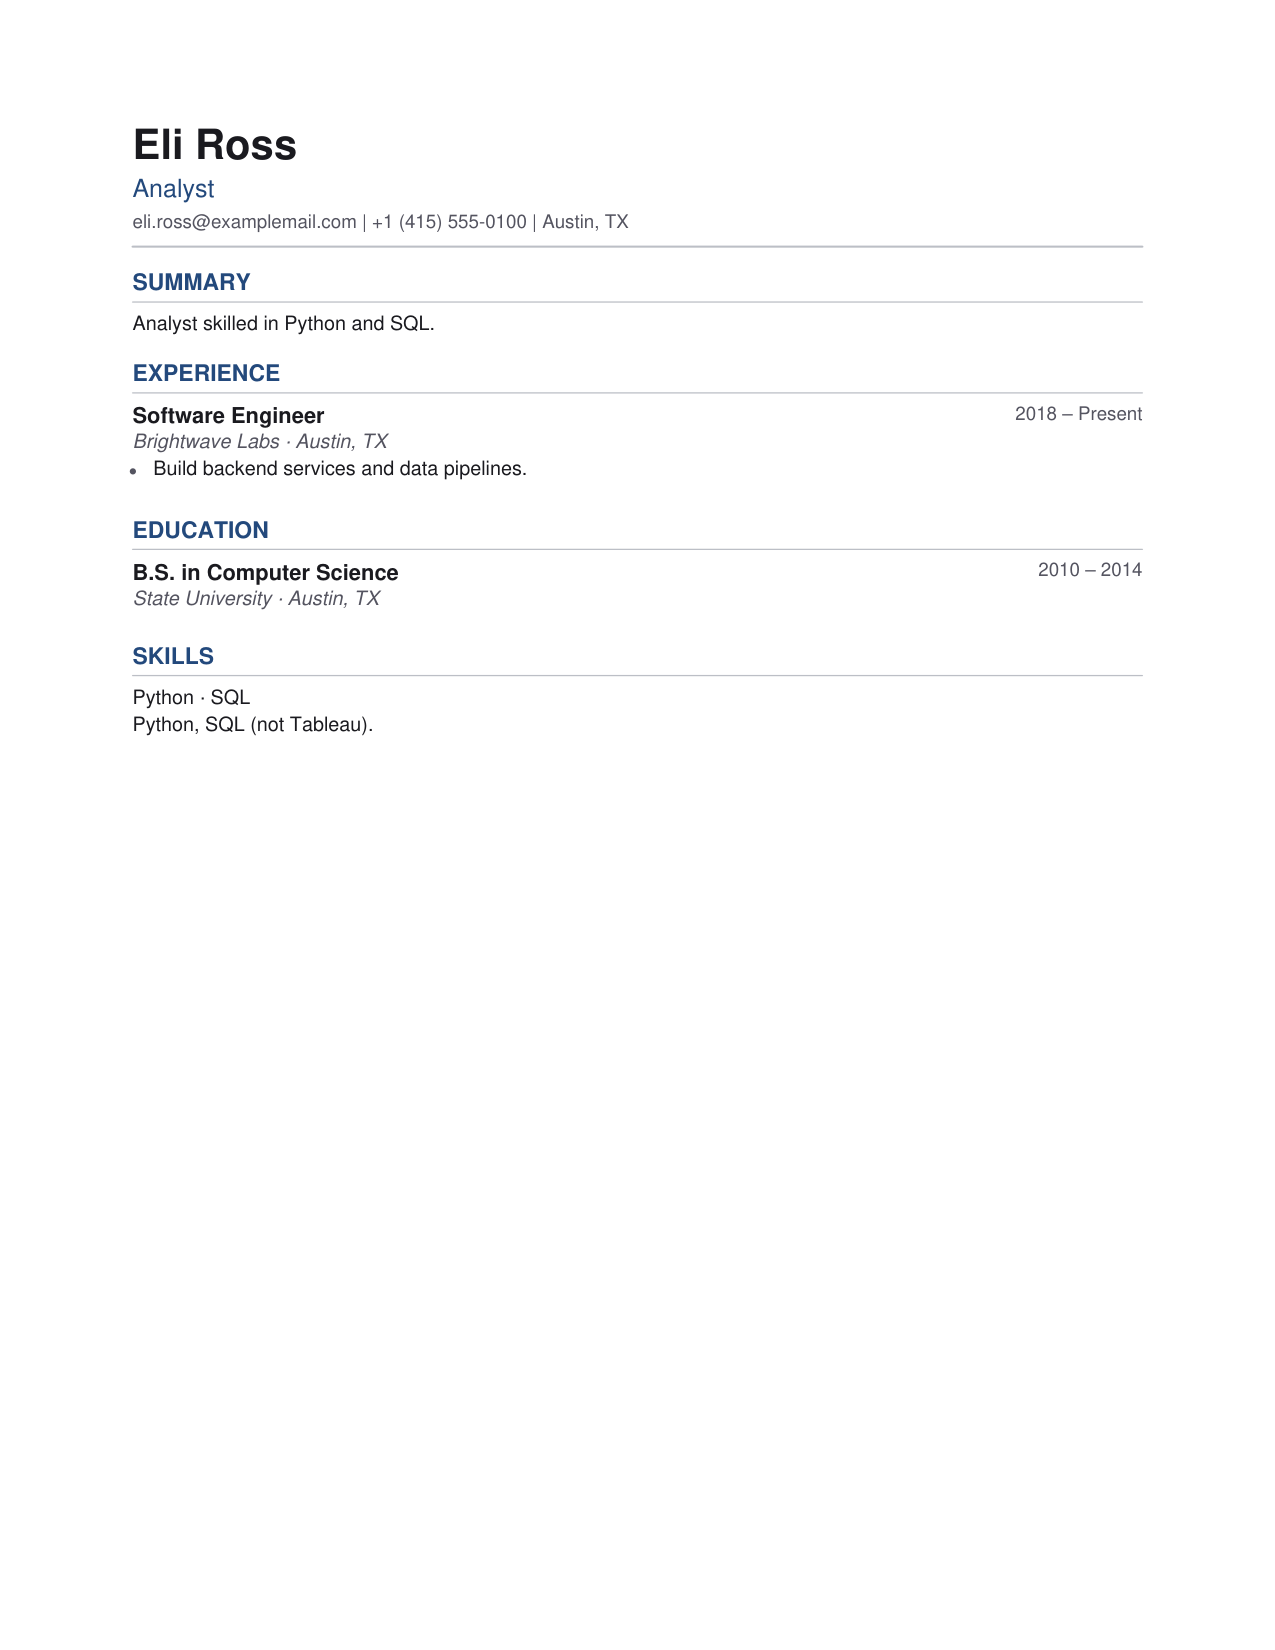 Eli Ross
Analyst
eli.ross@examplemail.com | +1 (415) 555-0100 | Austin, TX
SUMMARY
Analyst skilled in Python and SQL.
EXPERIENCE
Software Engineer 2018 – Present
Brightwave Labs · Austin, TX
• Build backend services and data pipelines.
EDUCATION
B.S. in Computer Science 2010 – 2014
State University · Austin, TX
SKILLS
Python · SQL
Python, SQL (not Tableau).